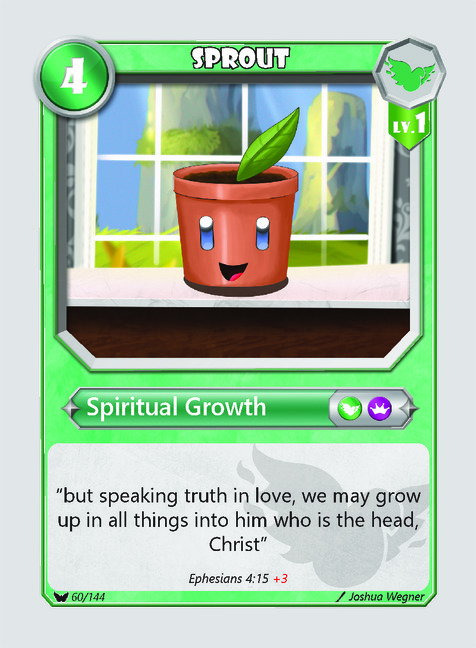 SPROUT
4
LV.1
Spiritual Growth
“but speaking truth in love, we may grow
up in all things into him who is the head,
Christ”
Ephesians 4:15 +3
60/144
Joshua Wegner